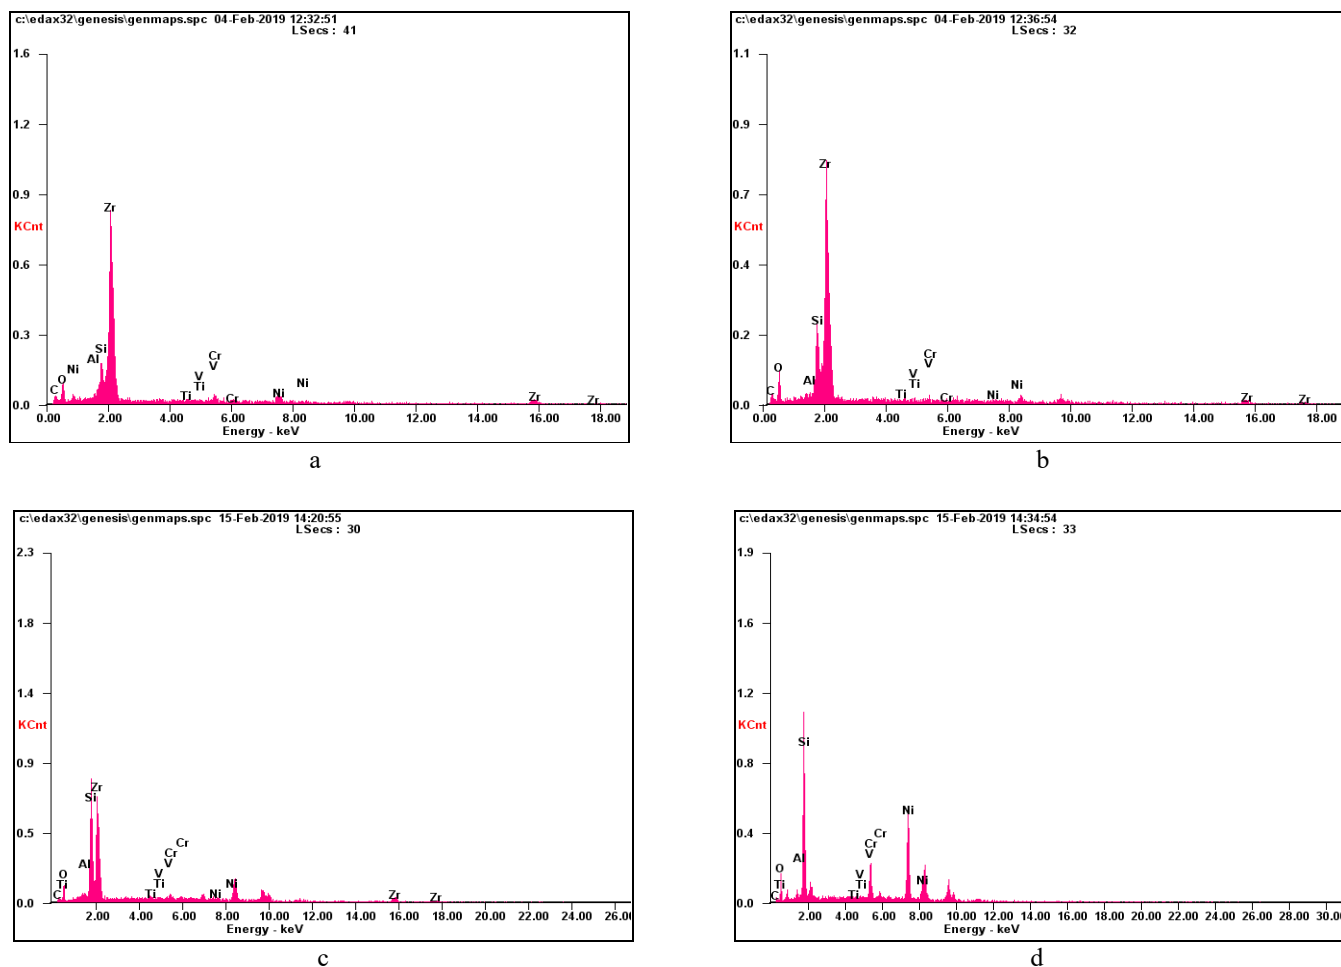 c:\edax32\genesis\genmaps.spc 04-Feb-2019 12:32:51
LSecs : 41
1.6
1.2
0.9
Zr
KCnt
0.6
0.3
Cr
V
Si
Al
Ni
V
Ti
Ni
O
C
Ti
Cr
Ni
Zr
Zr
0.0
0.00 2.00 4.00 6.00 8.00 10.00 12.00 14.00 16.00 18.00
Energy - keV
a
c:\edax32\genesis\genmaps.spc 04-Feb-2019 12:36:54
LSecs : 32
1.1
0.9
0.7
Zr
KCnt
0.4
0.2
Si
Cr
V
V
Ti
O
Al
Ni
C
Ti
Cr
Ni
Zr
Zr
0.0
0.00 2.00 4.00 6.00 8.00 10.00 12.00 14.00 16.00 18.00
Energy - keV
b
c:\edax32\genesis\genmaps.spc 15-Feb-2019 14:20:55
LSecs : 30
2.3
1.8
1.4
KCnt
0.9
Zr
Si
0.5
Cr
Cr
V
Al
V
Ti
O
Ti
Ni
C
Ti
Ni
Zr
Zr
0.0
2.00 4.00 6.00 8.00 10.00 12.00 14.00 16.00 18.00 20.00 22.00 24.00 26.0
Energy - keV
c
c:\edax32\genesis\genmaps.spc 15-Feb-2019 14:34:54
LSecs : 33
1.9
1.6
1.2
KCnt
Si
0.8
Ni
0.4
Cr
Cr
V
Al
O
V
Ti
Ti
Ni
C
Ti
0.0
2.00 4.00 6.00 8.00 10.00 12.00 14.00 16.00 18.00 20.00 22.00 24.00 26.00 28.00 30.0
Energy - keV
d